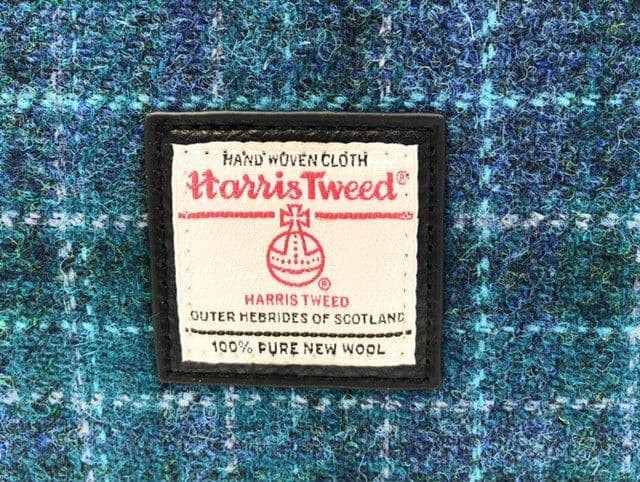 HAND WOVEN CLOTH
Harris Tweed®
®
HARRIS TWEED
OUTER HEBRIDES OF SCOTLAND
100% PURE NEW WOOL